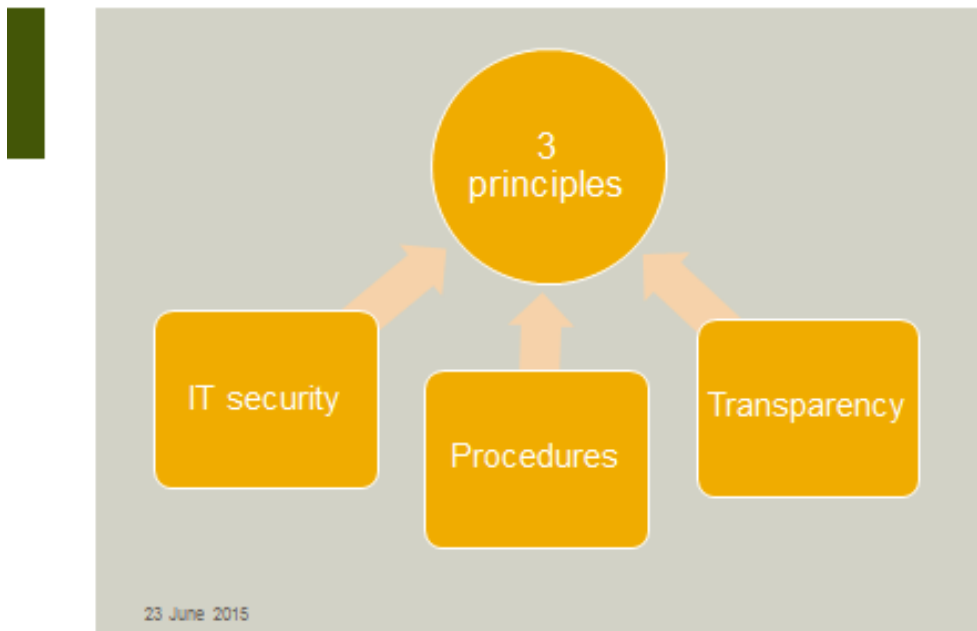 3
principles
IT security
Procedures
Transparency
23 June 2015